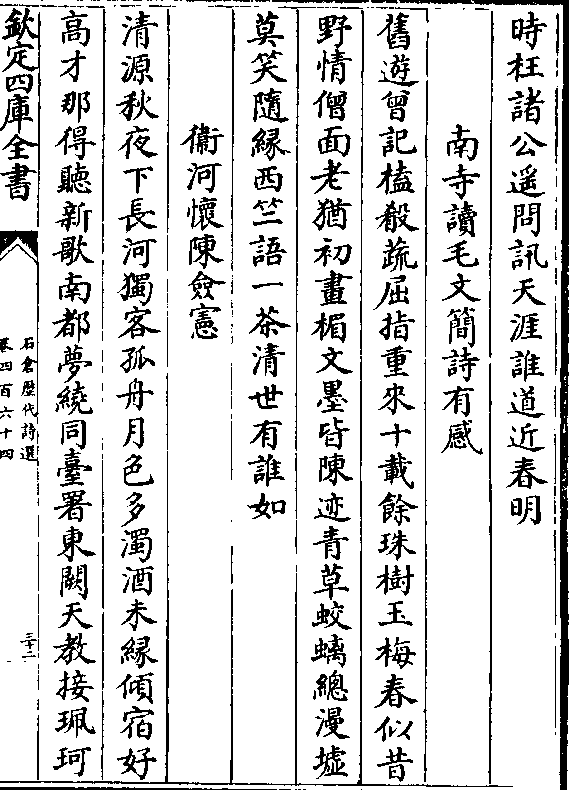 時枉諸公遥問訊天涯誰道近春明
南寺讀毛文簡詩有感
舊遊曾記榼殽蔬屈指重來十載餘珠樹玉梅春似昔
野情僧面老猶初畫楣文墨皆陳迹青草蛟螭總漫墟
莫笑隨緣西竺語一茶清世有誰如
衞河懷陳僉憲
清源秋夜下長河獨客孤舟月色多濁酒未緣傾宿好
高才那得聽新歌南都夢繞同臺署東闕天教接珮珂
欽定四庫全書
石倉歷代詩選
卷四百六十四
三十二